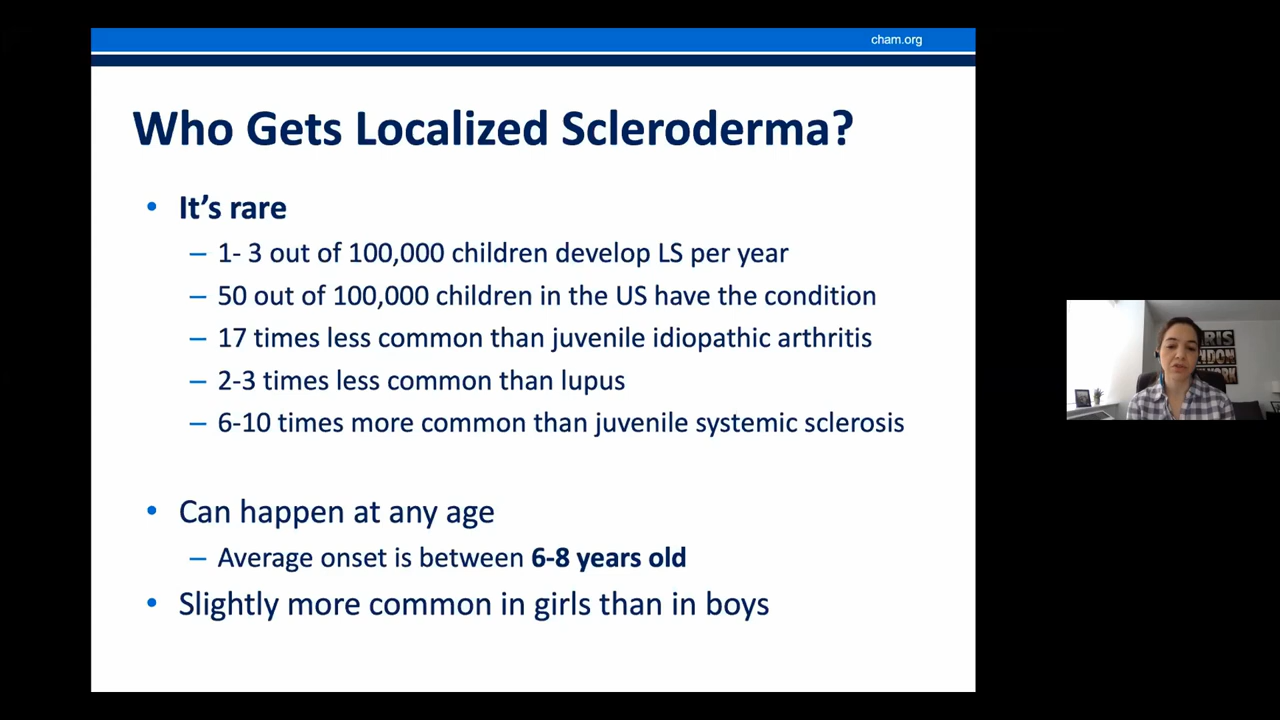 cham.org
Who Gets Localized Scleroderma?
• It's rare
– 1- 3 out of 100,000 children develop LS per year
– 50 out of 100,000 children in the US have the condition
– 17 times less common than juvenile idiopathic arthritis
– 2-3 times less common than lupus
– 6-10 times more common than juvenile systemic sclerosis
• Can happen at any age
– Average onset is between 6-8 years old
• Slightly more common in girls than in boys